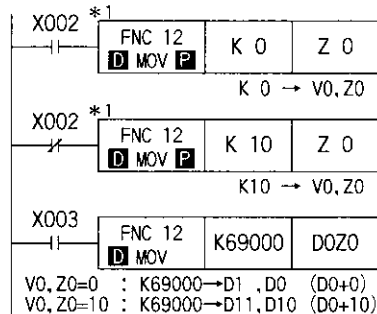 X002 *1
FNC 12 K 0 Z 0
D MOV P
K 0 → V0, Z0
X002 *1
FNC 12 K 10 Z 0
D MOV P
K10 → V0, Z0
X003
FNC 12 K69000 D0Z0
D MOV
V0, Z0=0 : K69000→D1 ,D0 (D0+0)
V0, Z0=10 : K69000→D11, D10 (D0+10)